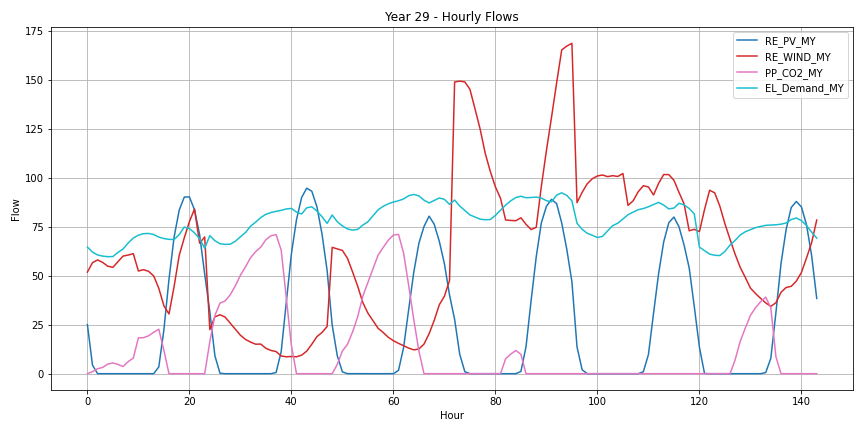 Year 29 - Hourly Flows
RE_PV_MY
RE_WIND_MY
PP_CO2_MY
EL_Demand_MY
175
150
125
100
75
50
25
0
Flow
0 20 40 60 80 100 120 140
Hour